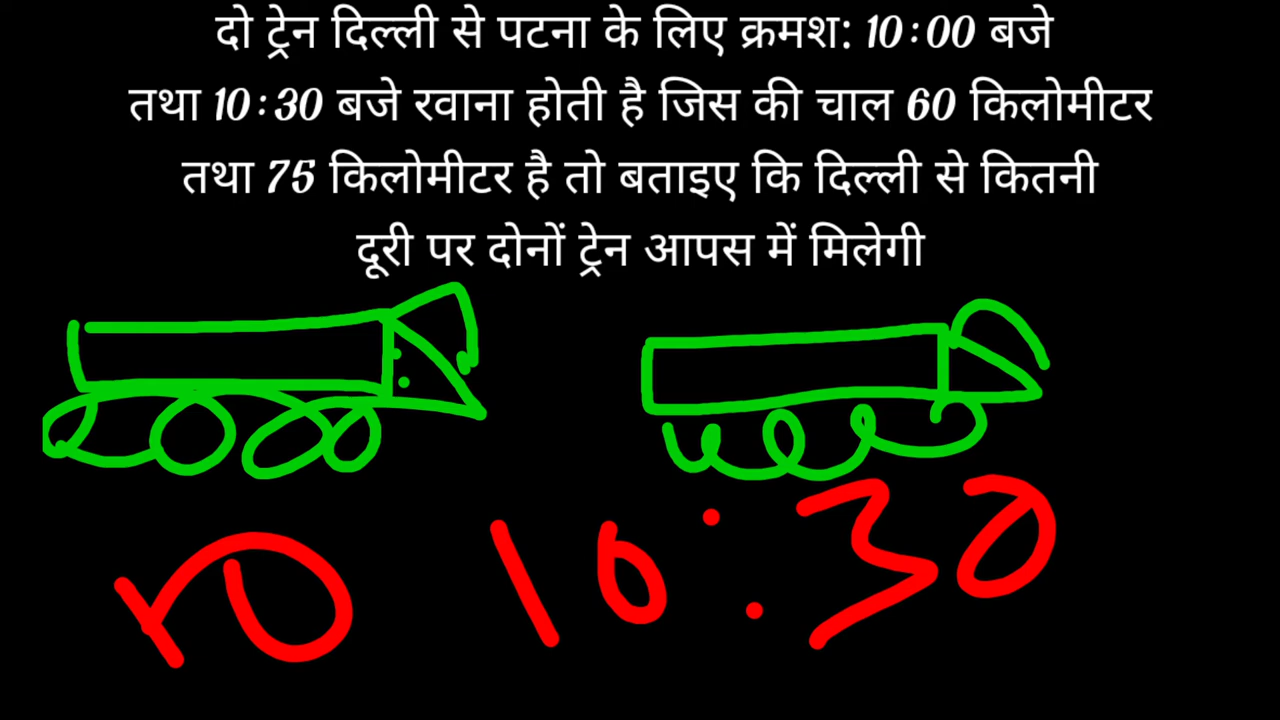 दो ट्रेन दिल्ली से पटना के लिए क्रमश: 10:00 बजे
तथा 10:30 बजे रवाना होती है जिस की चाल 60 किलोमीटर
तथा 75 किलोमीटर है तो बताइए कि दिल्ली से कितनी
दूरी पर दोनों ट्रेन आपस में मिलेगी
10 10:30